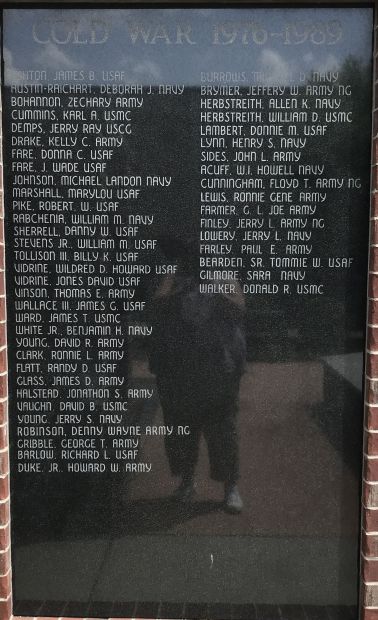 COLD WAR 1976-1989
ASHTON, JAMES B. USAF
AUSTIN-RAICHART, DEBORAH J. NAVY
BOHANNON, ZECHARY ARMY
CUMMINS, KARL A. USMC
DEMPS, JERRY RAY USCG
DRAKE, KELLY C. ARMY
FARE, DONNA C. USAF
FARE, J. WADE USAF
JOHNSON, MICHAEL LANDON NAVY
MARSHALL, MARYLOU USAF
PIKE, ROBERT, W. USAF
RABCHENIA, WILLIAM M. NAVY
SHERRELL, DANNY W. USAF
STEVENS JR., WILLIAM M. USAF
TOLLISON III, BILLY K. USAF
VIDRINE, WILDRED D. HOWARD USAF
VIDRINE, JONES DAVID USAF
VINSON, THOMAS E. ARMY
WALLACE III, JAMES G. USAF
WARD, JAMES T. USMC
WHITE JR., BENJAMIN H. NAVY
YOUNG, DAVID R. ARMY
CLARK, RONNIE L. ARMY
FLATT, RANDY D. USAF
GLASS, JAMES D. ARMY
HALSTEAD, JONATHON S. ARMY
VAUGHN, DAVID B. USMC
YOUNG, JERRY S. NAVY
ROBINSON, DENNY WAYNE ARMY NG
GRIBBLE, GEORGE T. ARMY
BARLOW, RICHARD L. USAF
DUKE, JR., HOWARD W. ARMY
BURROWS, MICHAEL D. NAVY
BRYMER, JEFFERY W. ARMY NG
HERBSTREITH, ALLEN K. NAVY
HERBSTREITH, WILLIAM D. USMC
LAMBERT, DONNIE M. USAF
LYNN, HENRY S. NAVY
SIDES, JOHN L. ARMY
ACUFF, W.J. HOWELL NAVY
CUNNINGHAM, FLOYD T. ARMY NG
LEWIS, RONNIE GENE ARMY
FARMER, G. L. JOE ARMY
FINLEY, JERRY L. ARMY NG
LOWERY, JERRY L. NAVY
FARLEY, PAUL E. ARMY
BEARDEN, SR. TOMMIE W. USAF
GILMORE, SARA NAVY
WALKER, DONALD R. USMC